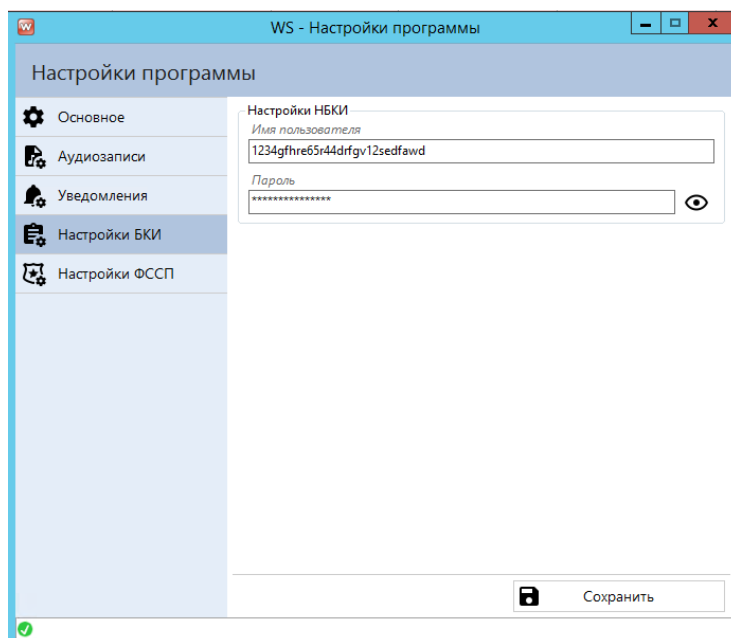 WS - Настройки программы
Настройки программы
Основное
Аудиозаписи
Уведомления
Настройки БКИ
Настройки ФССП
Настройки НБКИ
Имя пользователя
1234gfhre65r44drfgv12sedfawd
Пароль
***************
Сохранить